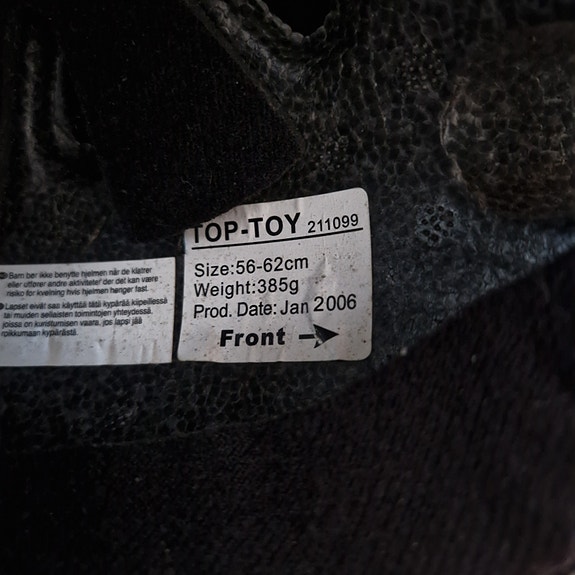 TOP-TOY 211099
Size:56-62cm
Weight:385g
Prod. Date: Jan 2006
Front
Barn bør ikke benytte hjelmen når de klatrer
eller utfører andre aktiviteter der det kan være
risiko for kvelning hvis hjelmen henger fast.
Lapset eivät saa käyttää tätä kypärää kiipeillessä
tai muiden sellaisten toimintojen yhteydessä,
joissa on kuristumisen vaara, jos lapsi jää
roikkumaan kypärästä.